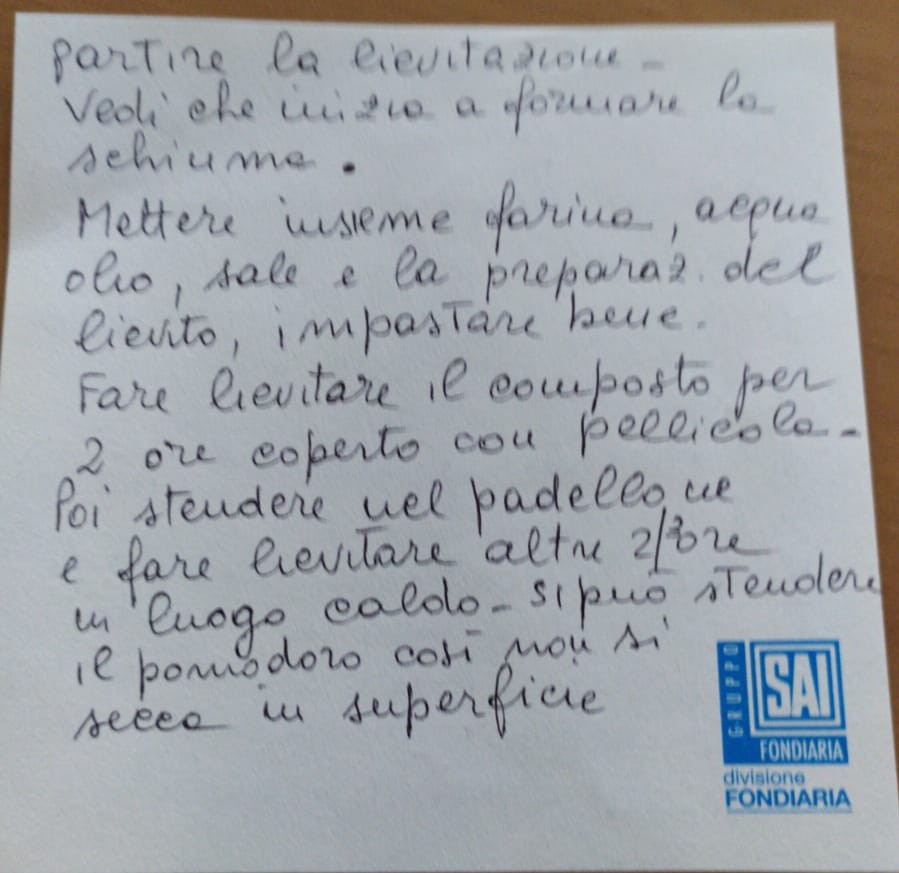 partire la lievitazione -
Vedi che inizia a formare la
schiuma.
Mettere insieme farina, acqua
olio, sale e la preparaz. del
lievito, impastare bene.
Fare lievitare il composto per
2 ore coperto con pellicola -
Poi stendere nel padellone
e fare lievitare altre 2/3 ore
in luogo caldo - si può stendere
il pomodoro così non si
secca in superficie
GRUPPO
SAI
FONDIARIA
divisione
FONDIARIA